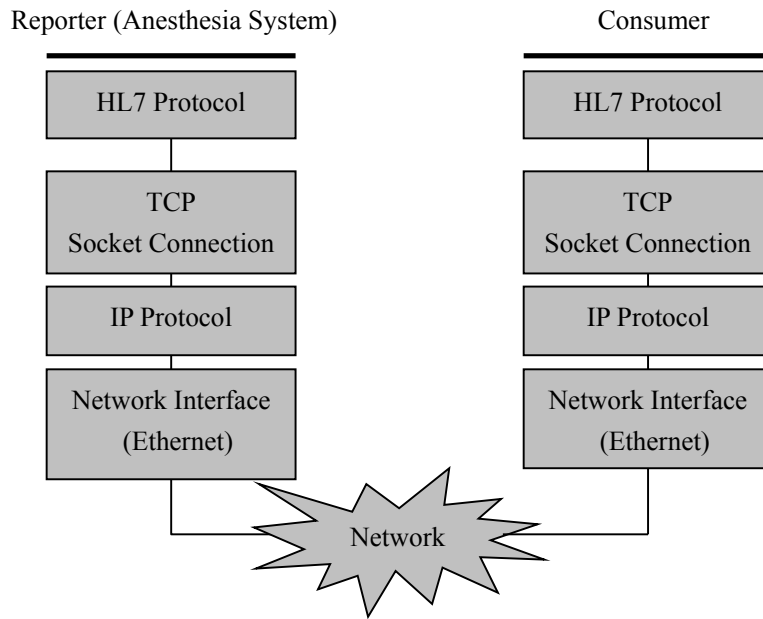 Reporter (Anesthesia System)
HL7 Protocol
TCP
Socket Connection
IP Protocol
Network Interface
(Ethernet)
Consumer
HL7 Protocol
TCP
Socket Connection
IP Protocol
Network Interface
(Ethernet)
Network